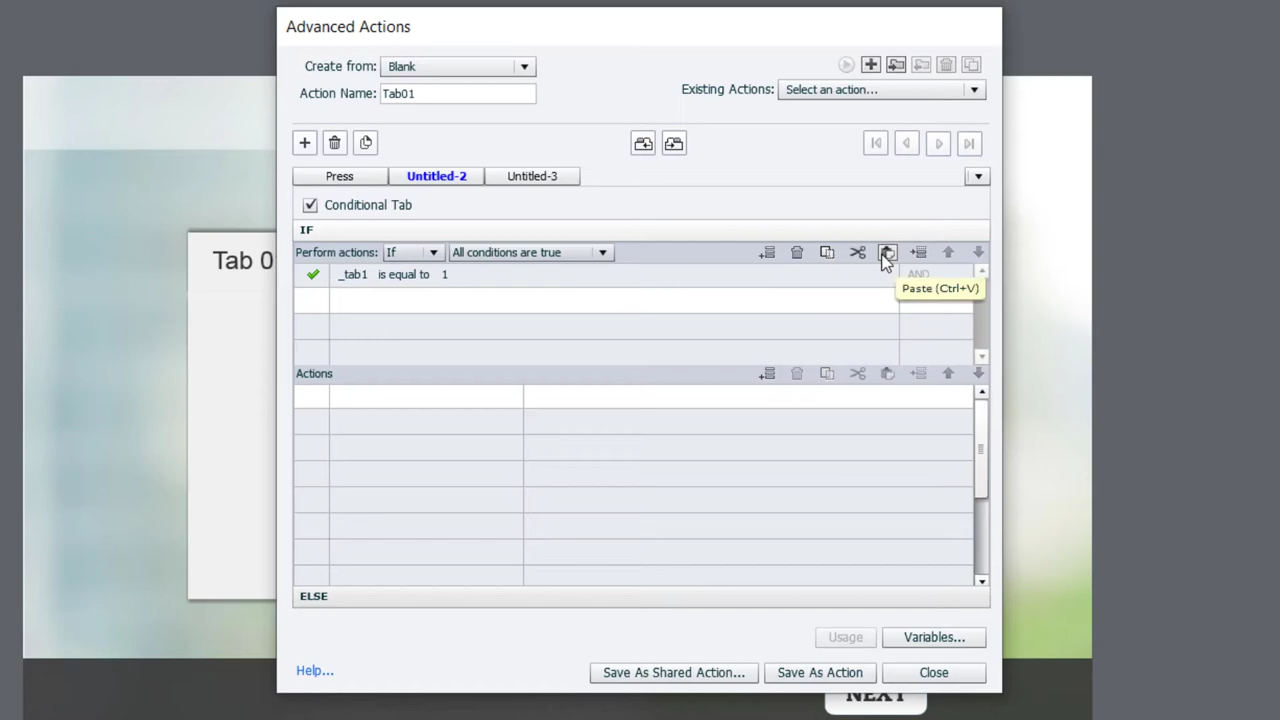 Advanced Actions
Create from: Blank
Action Name: Tab01
Existing Actions: Select an action...
Press Untitled-2 Untitled-3
Conditional Tab
IF
Perform actions: If All conditions are true
_tab1 is equal to 1 AND
Paste (Ctrl+V)
Tab 0
Actions
ELSE
Usage Variables...
Help... Save As Shared Action... Save As Action Close
NEXT